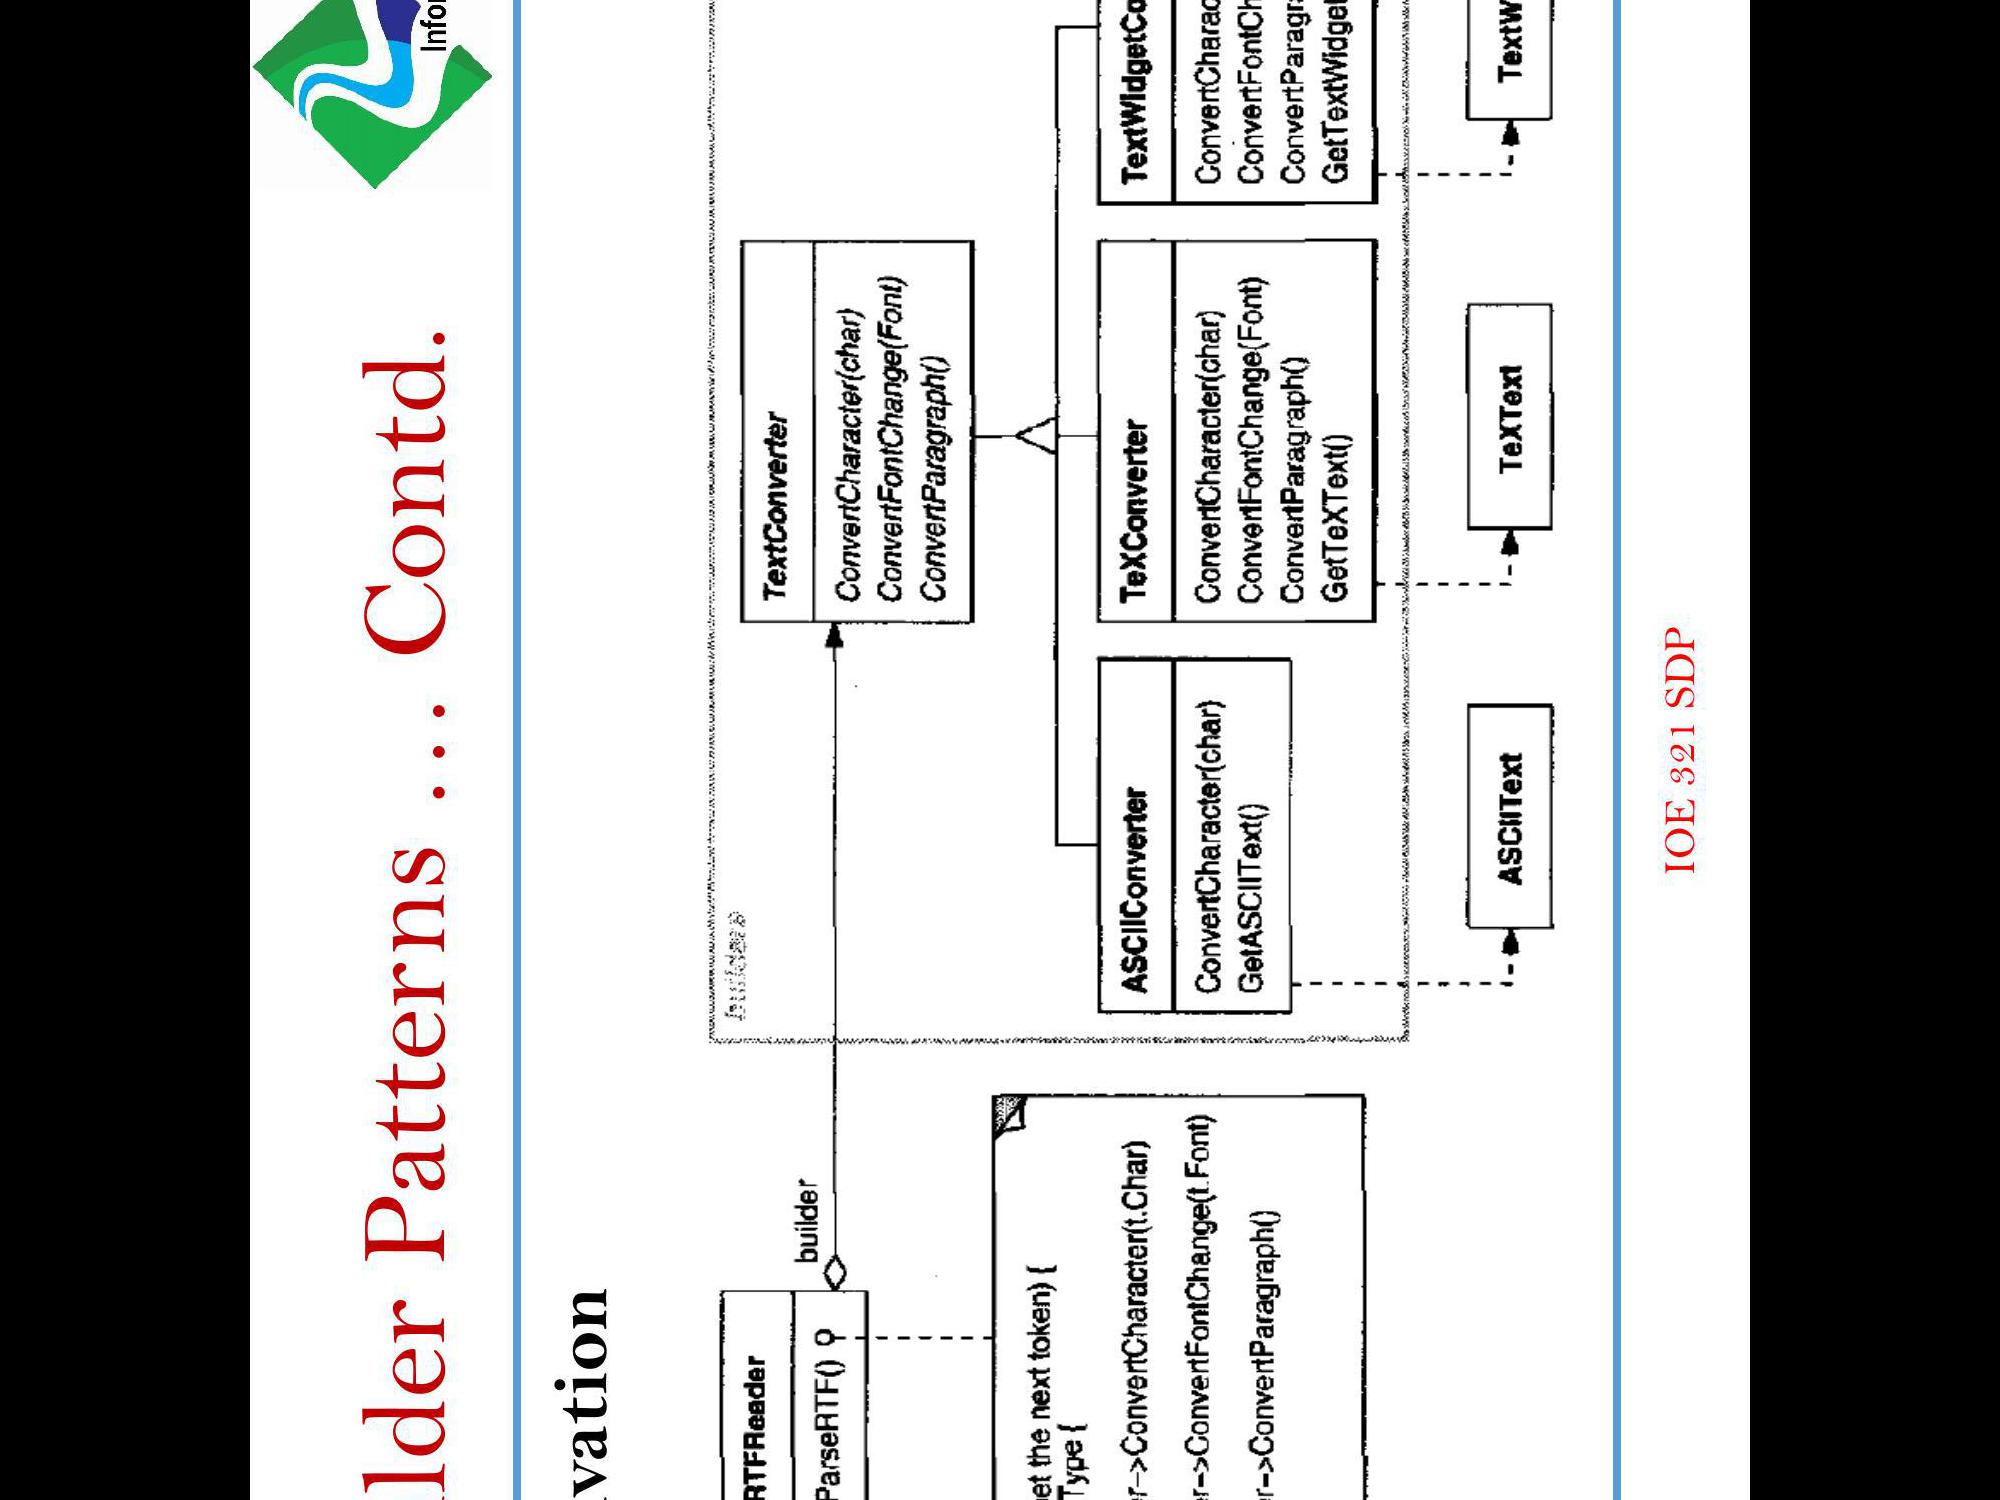 lder Patterns … Contd.
Infor
vation
RTFReader
ParseRTF()
builder
et the next token) {
Type {
r–>ConvertCharacter(t.Char)
r–>ConvertFontChange(t.Font)
r–>ConvertParagraph()
builders
TextConverter
ConvertCharacter(char)
ConvertFontChange(Font)
ConvertParagraph()
ASCIIConverter
ConvertCharacter(char)
GetASCIIText()
TeXConverter
ConvertCharacter(char)
ConvertFontChange(Font)
ConvertParagraph()
GetTeXText()
TextWidgetCo
ConvertCharac
ConvertFontCh
ConvertParagra
GetTextWidget
ASCIIText
TeXText
TextW
IOE 321 SDP